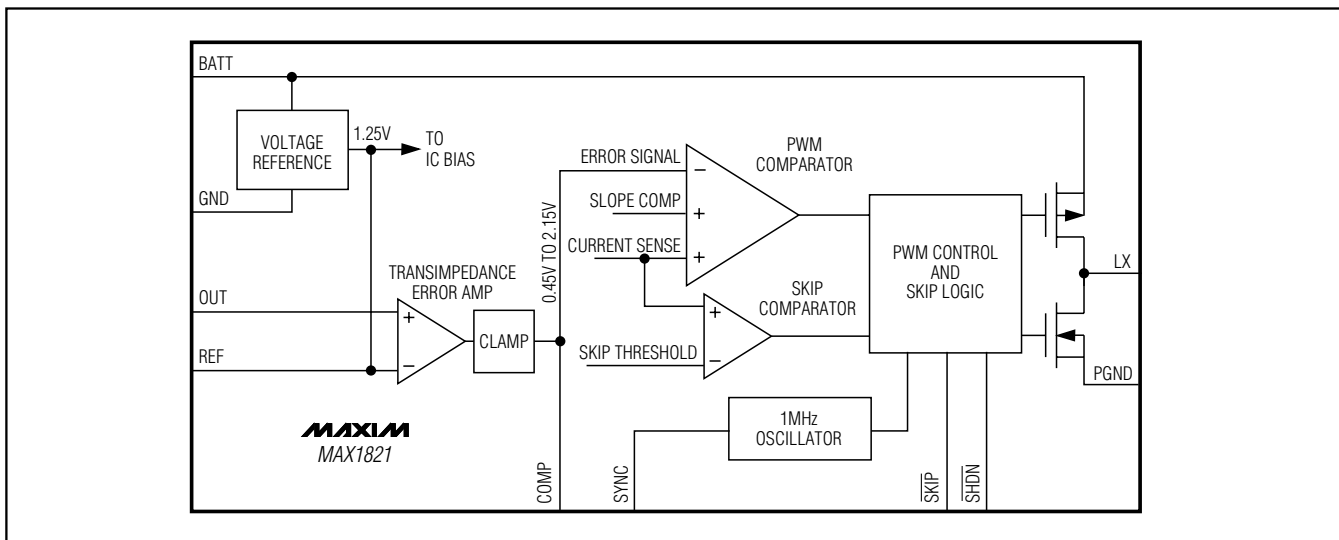 BATT
VOLTAGE
REFERENCE
1.25V
TO
IC BIAS
GND
OUT
REF
TRANSIMPEDANCE
ERROR AMP
+
−
CLAMP
0.45V TO 2.15V
ERROR SIGNAL
SLOPE COMP
CURRENT SENSE
−
+
+
PWM
COMPARATOR
SKIP
COMPARATOR
+
−
SKIP THRESHOLD
PWM CONTROL
AND
SKIP LOGIC
LX
PGND
1MHz
OSCILLATOR
MAXIM
MAX1821
COMP
SYNC
SKIP
SHDN